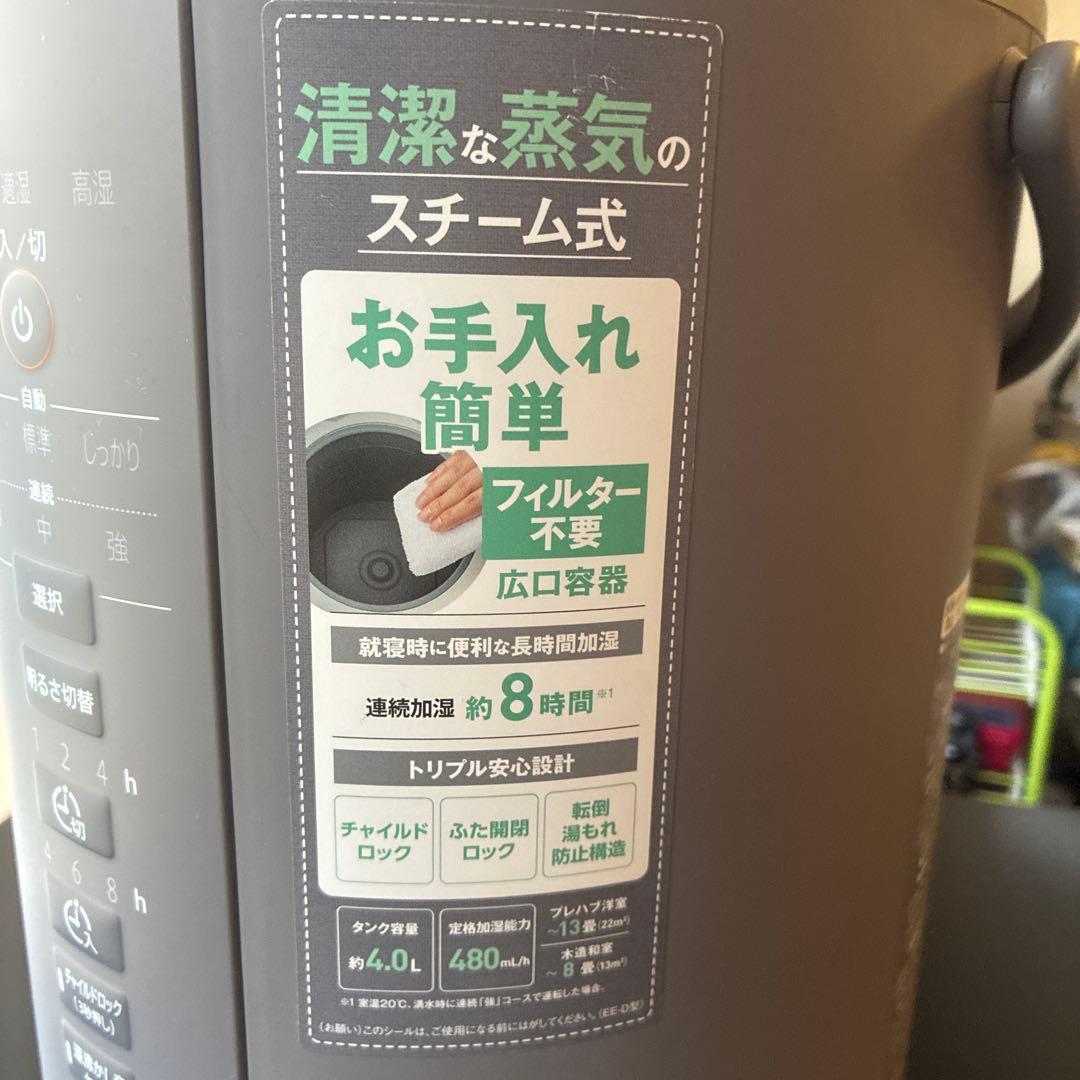 適湿 高湿
入/切
自動
標準 しっかり
連続
中 強
選択
明るさ切替
1 2 4 h
切
4 6 8 h
入
チャイルドロック
(3秒押し)
清潔な蒸気の
スチーム式
お手入れ
簡単
フィルター
不要
広口容器
就寝時に便利な長時間加湿
連続加湿 約8時間※1
トリプル安心設計
チャイルド
ロック
ふた開閉
ロック
転倒
湯もれ
防止構造
タンク容量
約4.0L
定格加湿能力
480mL/h
プレハブ洋室
~13畳(22m²)
木造和室
~8畳(13m²)
※1 室温20℃、満水時に連続「強」コースで運転した場合。
(お願い)このシールは、ご使用になる前にはがしてください。(EE-D型)